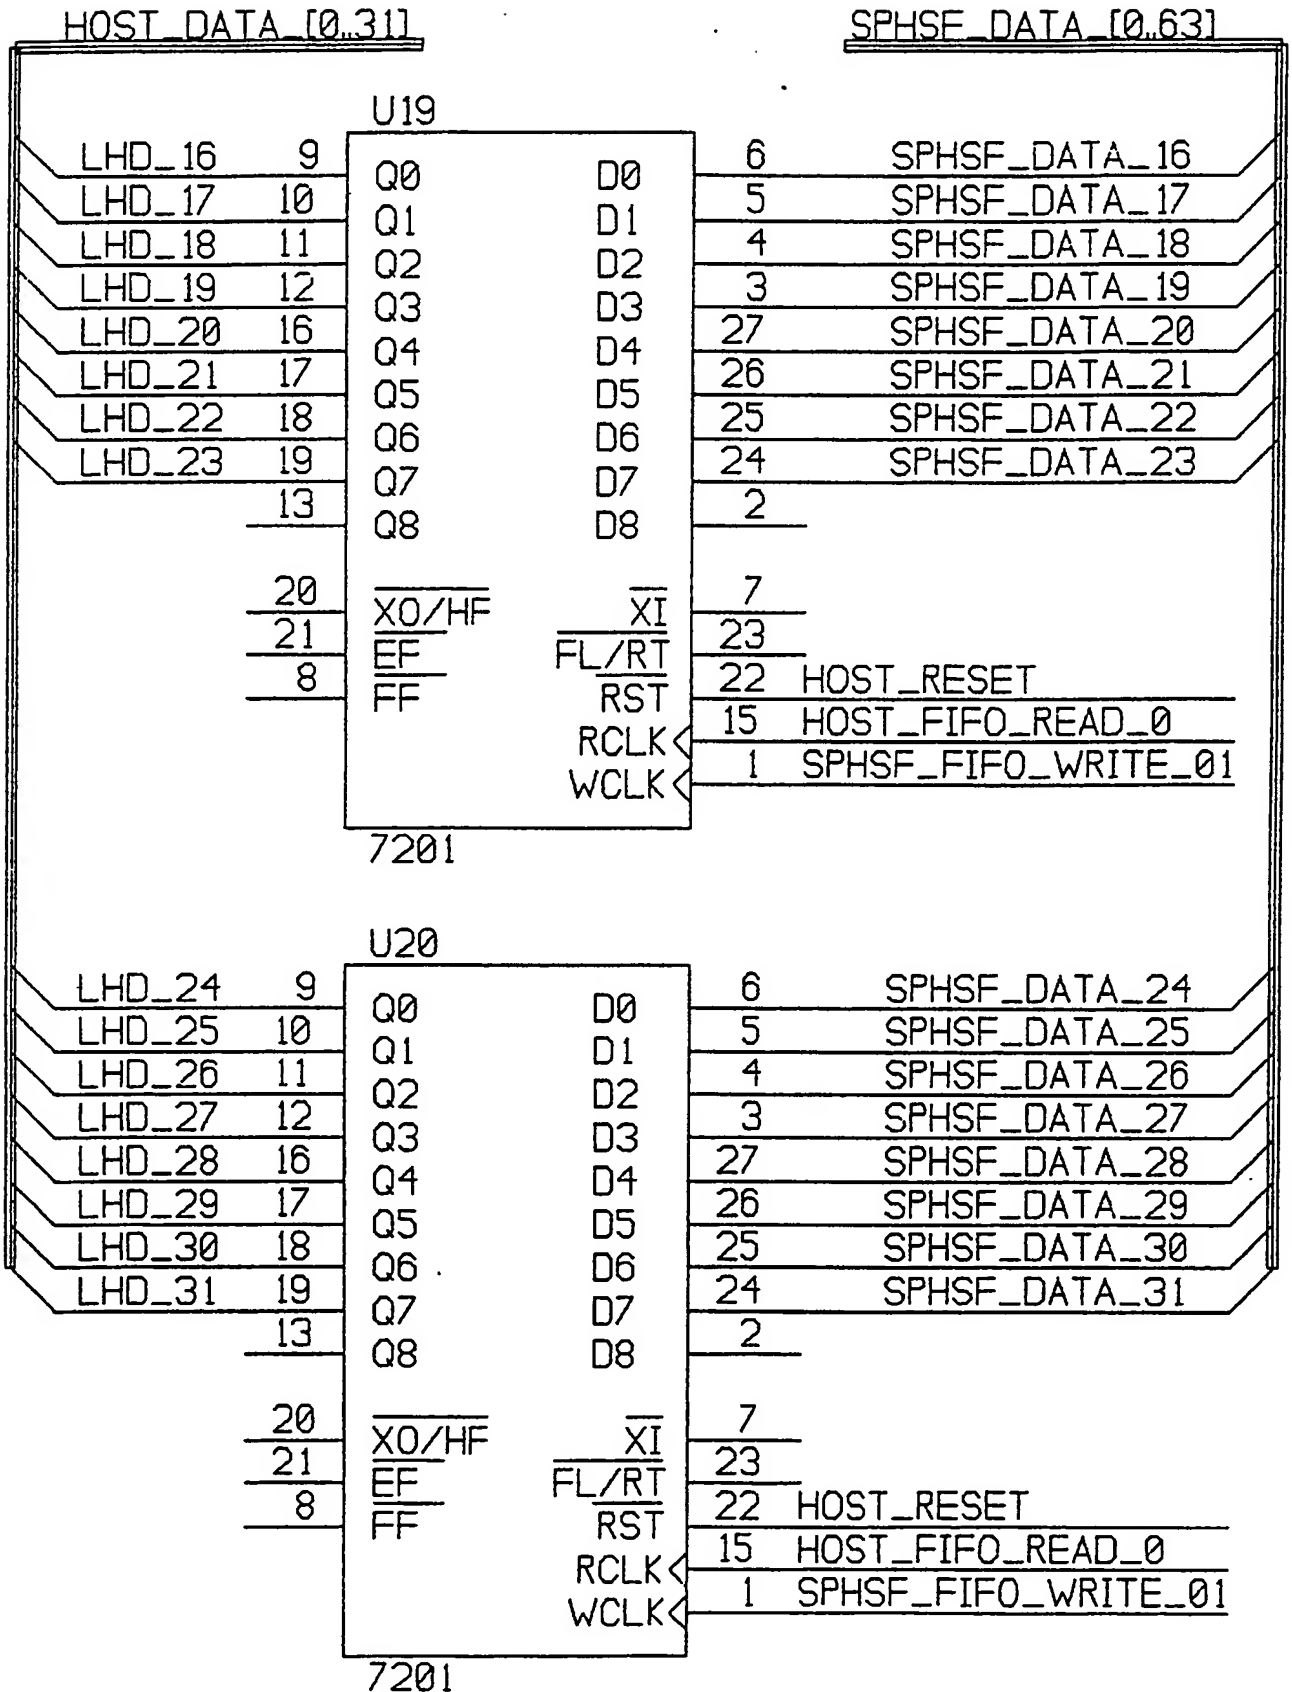 HOST_DATA_[0..31] SPHSF_DATA_[0..63]
U19
LHD_16 9 Q0 D0 6 SPHSF_DATA_16
LHD_17 10 Q1 D1 5 SPHSF_DATA_17
LHD_18 11 Q2 D2 4 SPHSF_DATA_18
LHD_19 12 Q3 D3 3 SPHSF_DATA_19
LHD_20 16 Q4 D4 27 SPHSF_DATA_20
LHD_21 17 Q5 D5 26 SPHSF_DATA_21
LHD_22 18 Q6 D6 25 SPHSF_DATA_22
LHD_23 19 Q7 D7 24 SPHSF_DATA_23
13 Q8 D8 2
20 XO/HF XI 7
21 EF FL/RT 23
8 FF RST 22 HOST_RESET
RCLK 15 HOST_FIFO_READ_0
WCLK 1 SPHSF_FIFO_WRITE_01
7201
U20
LHD_24 9 Q0 D0 6 SPHSF_DATA_24
LHD_25 10 Q1 D1 5 SPHSF_DATA_25
LHD_26 11 Q2 D2 4 SPHSF_DATA_26
LHD_27 12 Q3 D3 3 SPHSF_DATA_27
LHD_28 16 Q4 D4 27 SPHSF_DATA_28
LHD_29 17 Q5 D5 26 SPHSF_DATA_29
LHD_30 18 Q6 D6 25 SPHSF_DATA_30
LHD_31 19 Q7 D7 24 SPHSF_DATA_31
13 Q8 D8 2
20 XO/HF XI 7
21 EF FL/RT 23
8 FF RST 22 HOST_RESET
RCLK 15 HOST_FIFO_READ_0
WCLK 1 SPHSF_FIFO_WRITE_01
7201